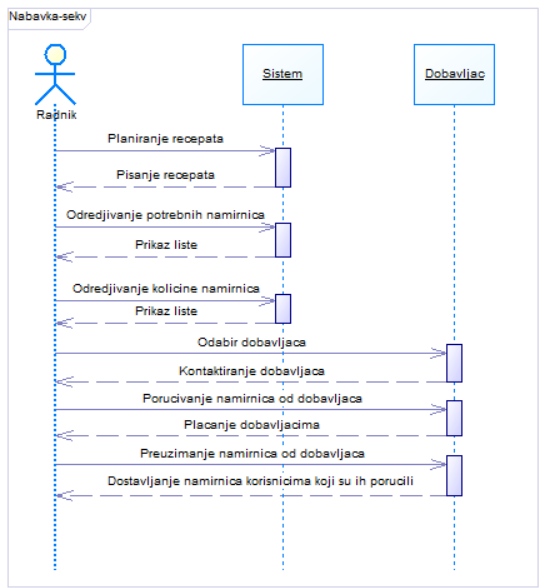 Nabavka-sekv
Sistem
Dobavljac
Radnik
Planiranje recepata
Pisanje recepata
Odredjivanje potrebnih namirnica
Prikaz liste
Odredjivanje kolicine namirnica
Prikaz liste
Odabir dobavljaca
Kontaktiranje dobavljaca
Porucivanje namirnica od dobavljaca
Placanje dobavljacima
Preuzimanje namirnica od dobavljaca
Dostavljanje namirnica korisnicima koji su ih porucili